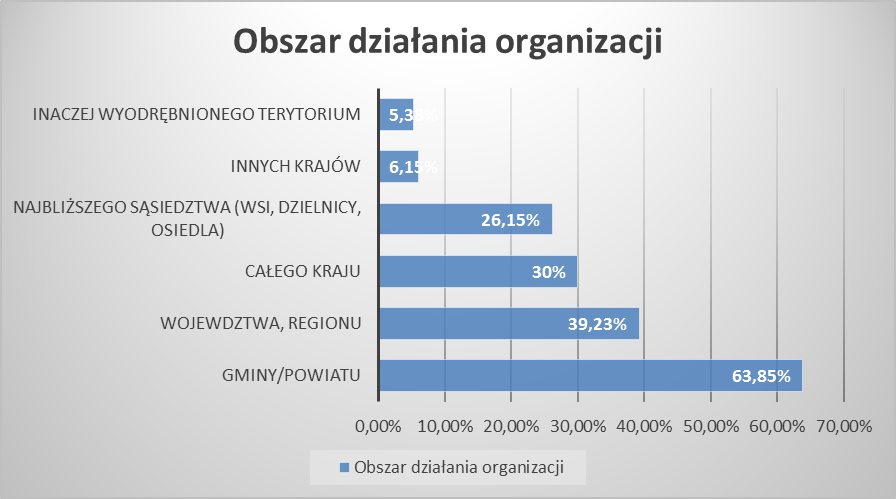 Obszar działania organizacji
INACZEJ WYODRĘBNIONEGO TERYTORIUM
5,38%
INNYCH KRAJÓW
6,15%
NAJBLIŻSZEGO SĄSIEDZTWA (WSI, DZIELNICY,
OSIEDLA)
26,15%
CAŁEGO KRAJU
30%
WOJEWDZTWA, REGIONU
39,23%
GMINY/POWIATU
63,85%
0,00% 10,00% 20,00% 30,00% 40,00% 50,00% 60,00% 70,00%
Obszar działania organizacji